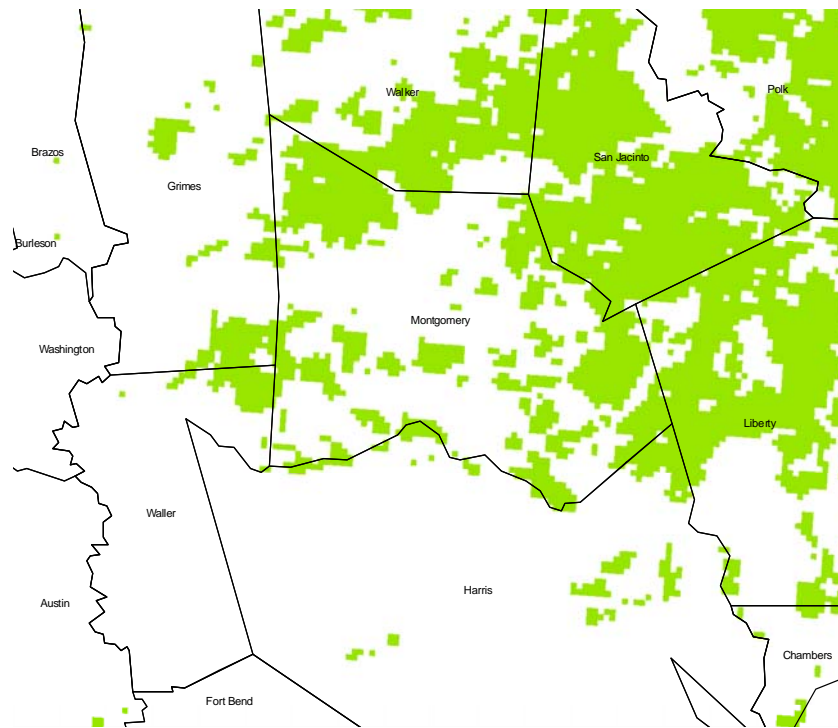 Polk
Walker
Brazos
San Jacinto
Grimes
Burleson
Montgomery
Washington
Liberty
Waller
Harris
Austin
Chambers
Fort Bend